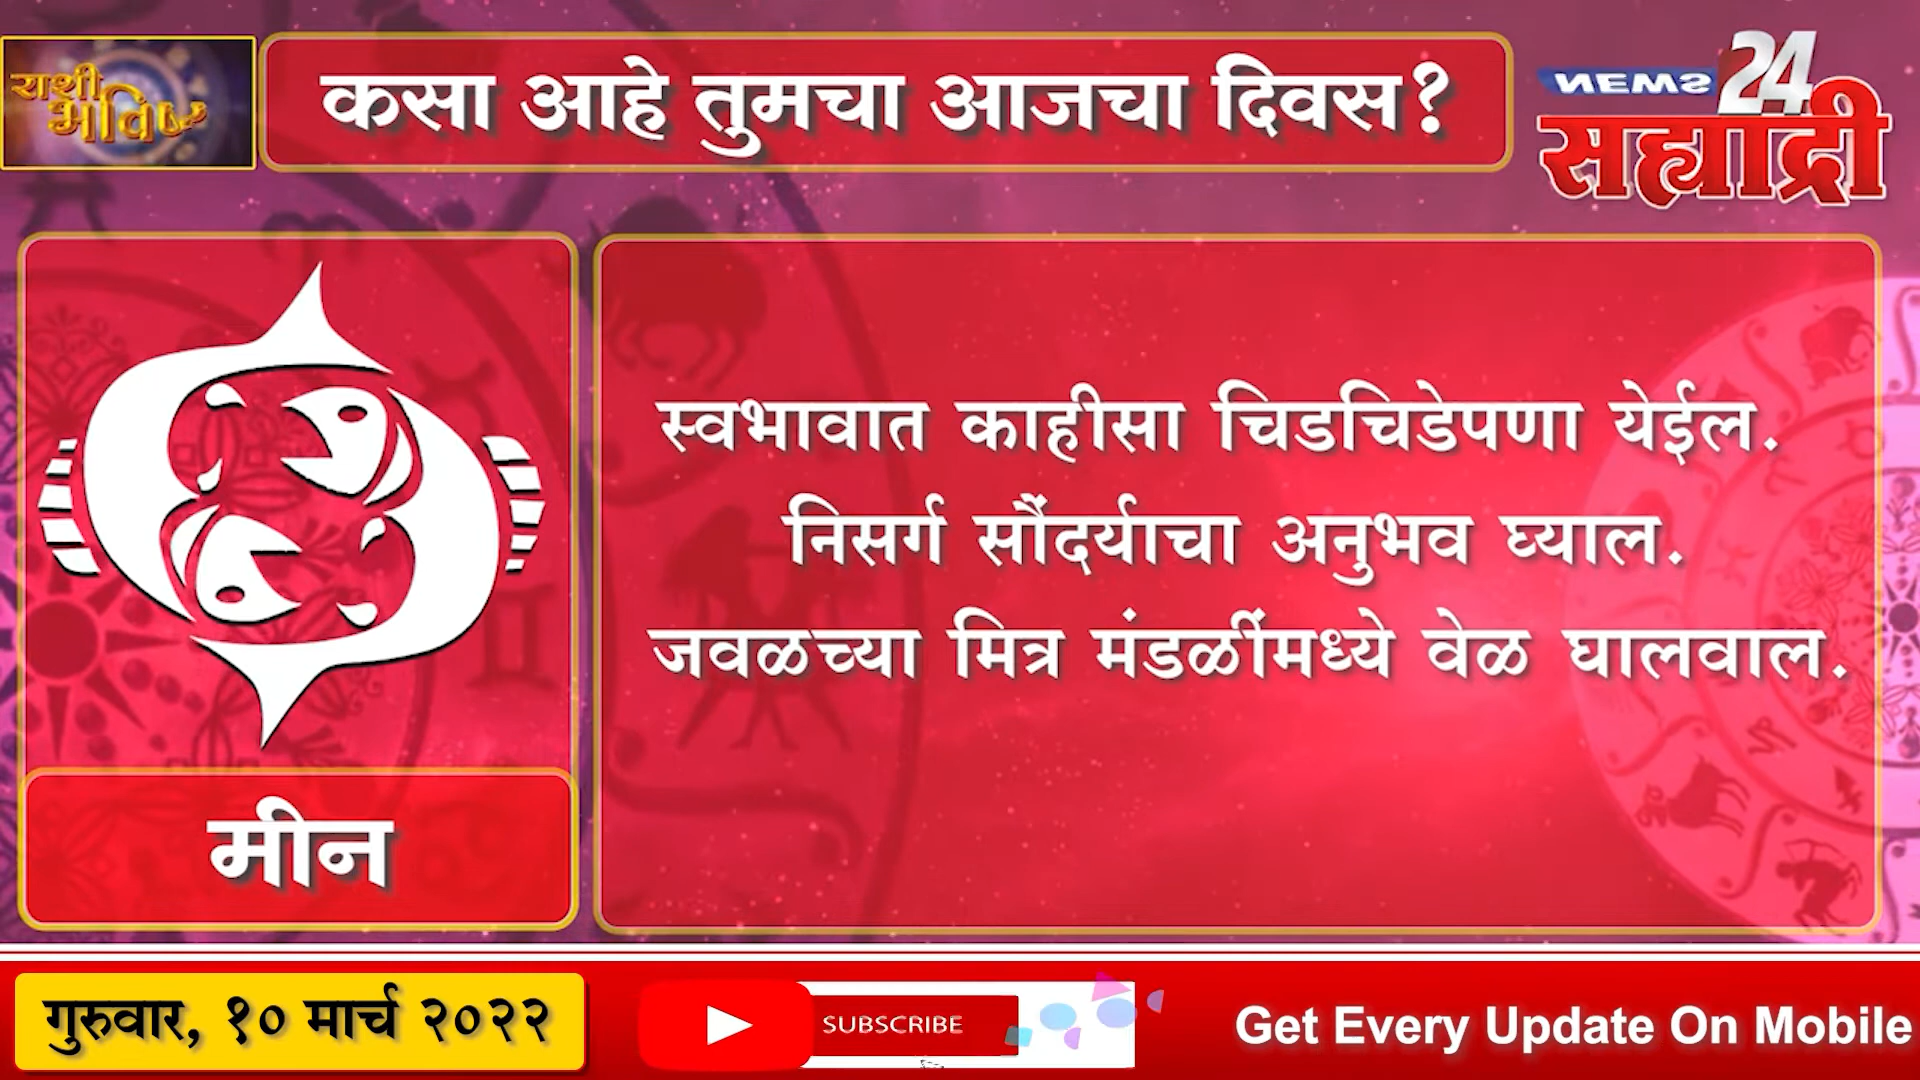 राशी
भविष्य
कसा आहे तुमचा आजचा दिवस?
NEWS 24
सह्याद्री
स्वभावात काहीसा चिडचिडेपणा येईल.
निसर्ग सौंदर्याचा अनुभव घ्याल.
जवळच्या मित्र मंडळींमध्ये वेळ घालवाल.
मीन
गुरुवार, १० मार्च २०२२
SUBSCRIBE
Get Every Update On Mobile